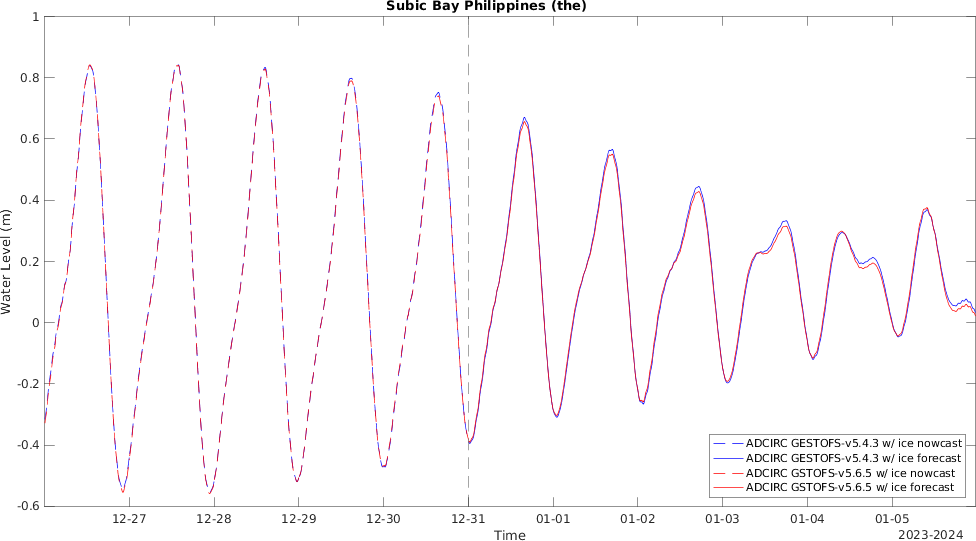 Subic Bay Philippines (the)
1
0.8
0.6
0.4
0.2
0
-0.2
-0.4
-0.6
Water Level (m)
ADCIRC GESTOFS-v5.4.3 w/ ice nowcast
ADCIRC GESTOFS-v5.4.3 w/ ice forecast
ADCIRC GSTOFS-v5.6.5 w/ ice nowcast
ADCIRC GSTOFS-v5.6.5 w/ ice forecast
12-27 12-28 12-29 12-30 12-31 01-01 01-02 01-03 01-04 01-05
Time
2023-2024